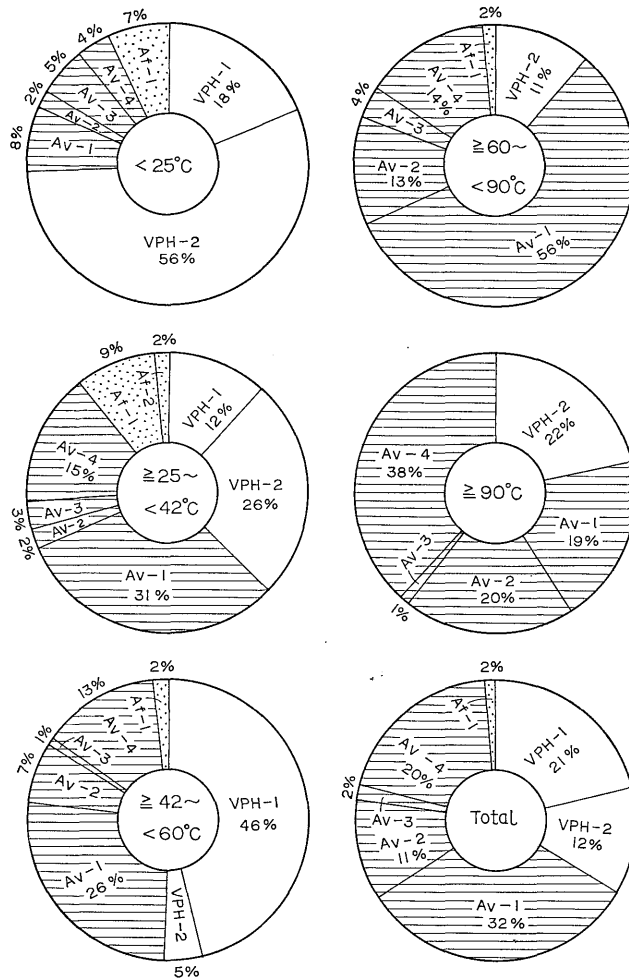 7%
4%
5%
2%
8%
Af-1
Av-4
Av-3
Av-2
Av-1
VPH-1
18%
<25°C
VPH-2
56%
2%
Af-1
VPH-2
11%
Av-4
14%
4%
Av-3
Av-2
13%
≧60~
<90°C
Av-1
56%
9%
2%
Af-1
Af-2
VPH-1
12%
Av-4
15%
≧25~
<42°C
VPH-2
26%
3%
Av-3
2%
Av-2
Av-1
31%
VPH-2
22%
Av-4
38%
≧90°C
Av-1
19%
Av-3
1%
Av-2
20%
2%
13%
Af-1
Av-4
1%
Av-3
7%
Av-2
≧42~
<60°C
VPH-1
46%
Av-1
26%
VPH-2
5%
2%
Af-1
VPH-1
21%
Av-4
20%
2%
Av-3
Av-2
11%
Total
VPH-2
12%
Av-1
32%